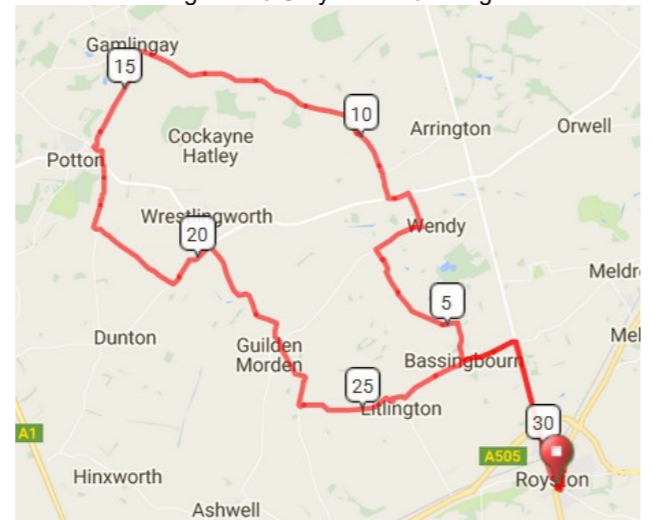 Gamlingay
15
10
Arrington
Orwell
Cockayne
Hatley
Potton
Wrestlingworth
Wendy
20
Meldr
5
Dunton
Guilden
Morden
Bassingbourn
Mel
25
Litlington
A1
30
A505
Royston
Hinxworth
Ashwell